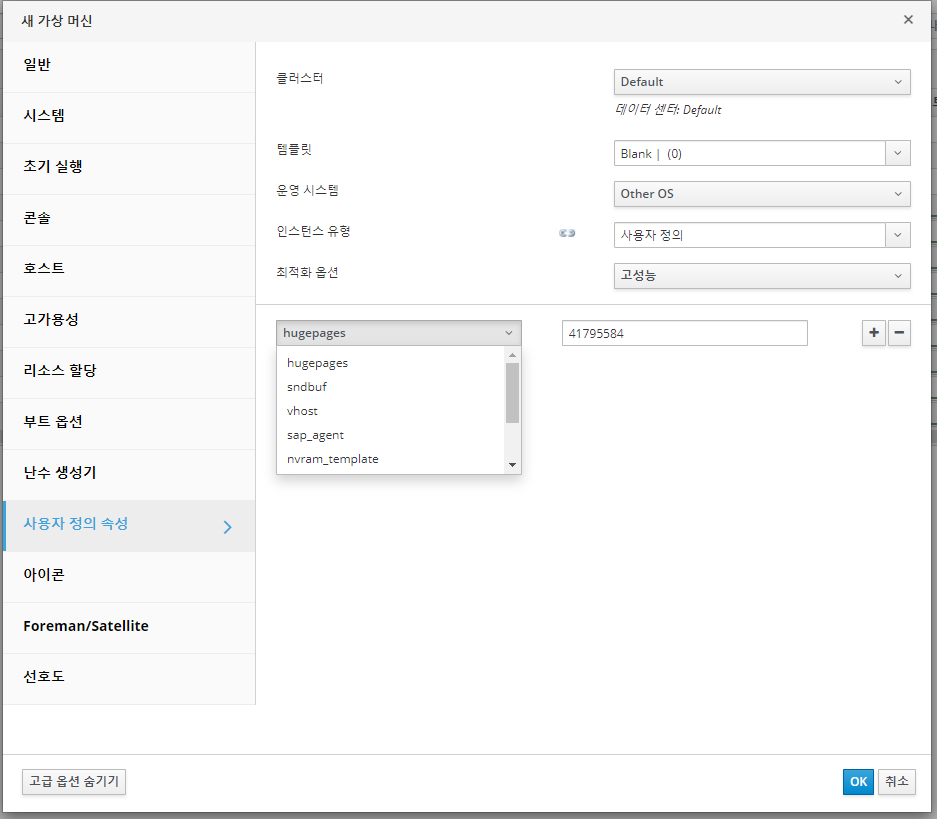 새 가상 머신
일반
시스템
초기 실행
콘솔
호스트
고가용성
리소스 할당
부트 옵션
난수 생성기
사용자 정의 속성
아이콘
Foreman/Satellite
선호도
클러스터
Default
데이터 센터: Default
템플릿
Blank | (0)
운영 시스템
Other OS
인스턴스 유형
사용자 정의
최적화 옵션
고성능
hugepages
41795584
hugepages
sndbuf
vhost
sap_agent
nvram_template
고급 옵션 숨기기
OK
취소